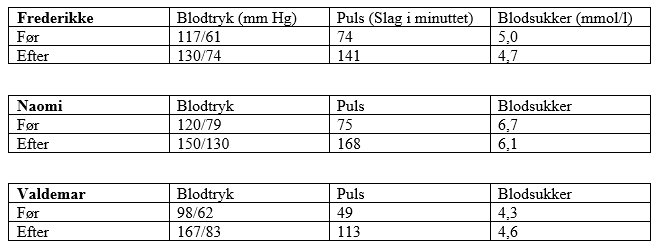 Frederikke Blodtryk (mm Hg) Puls (Slag i minuttet) Blodsukker (mmol/l)
Før 117/61 74 5,0
Efter 130/74 141 4,7
Naomi Blodtryk Puls Blodsukker
Før 120/79 75 6,7
Efter 150/130 168 6,1
Valdemar Blodtryk Puls Blodsukker
Før 98/62 49 4,3
Efter 167/83 113 4,6